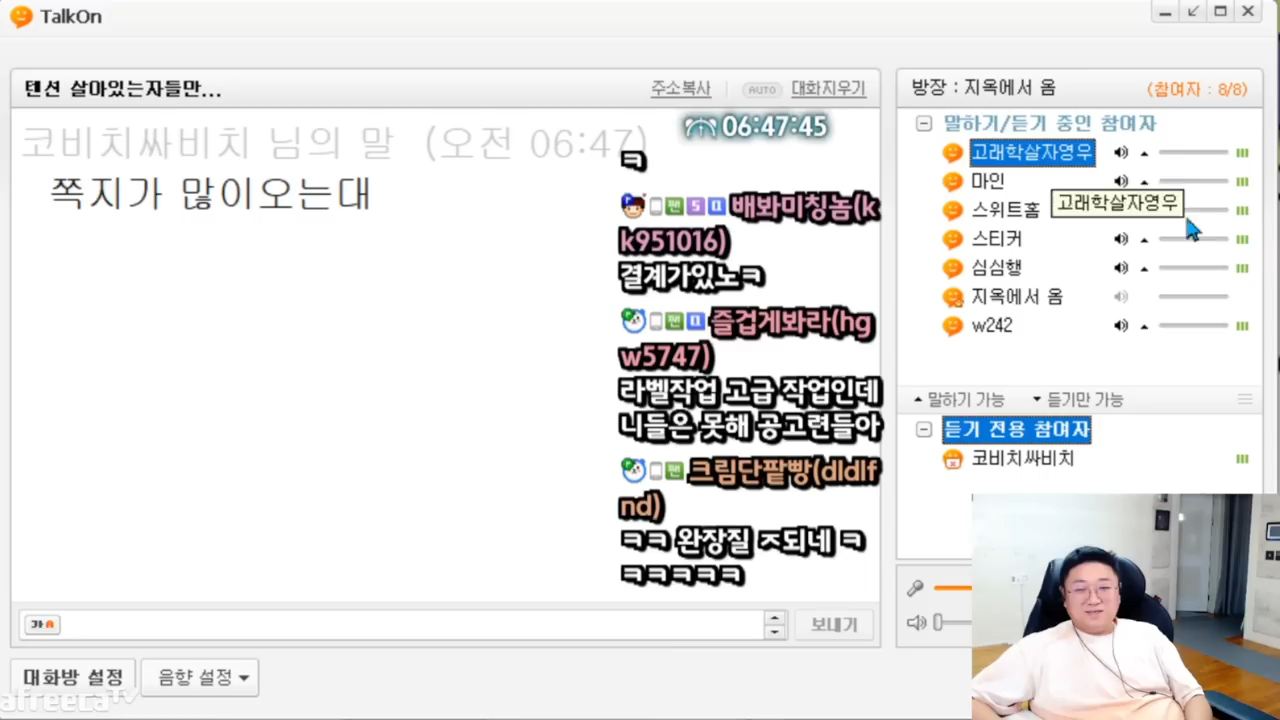 TalkOn
텐션 살아있는자들만...
주소복사
AUTO
대화지우기
코비치싸비치 님의 말 (오전 06:47)
쪽지가 많이오는대
06:47:45
ㅋ
배봐미칭놈(k
k951016)
결계가있노ㅋ
즐겁게봐라(hg
w5747)
라벨작업 고급 작업인데
니들은 못해 공고련들아
크림단팥빵(dldlf
nd)
ㅋㅋ 완장질 ㅈ되네 ㅋ
ㅋㅋㅋㅋㅋ
가A
보내기
대화방 설정
음향 설정
afreecaTV
방장 : 지옥에서 옴
(참여자 : 8/8)
말하기/듣기 중인 참여자
고래학살자영우
마인
고래학살자영우
스위트홈
스티커
심심행
지옥에서 옴
w242
말하기 가능
듣기만 가능
듣기 전용 참여자
코비치싸비치